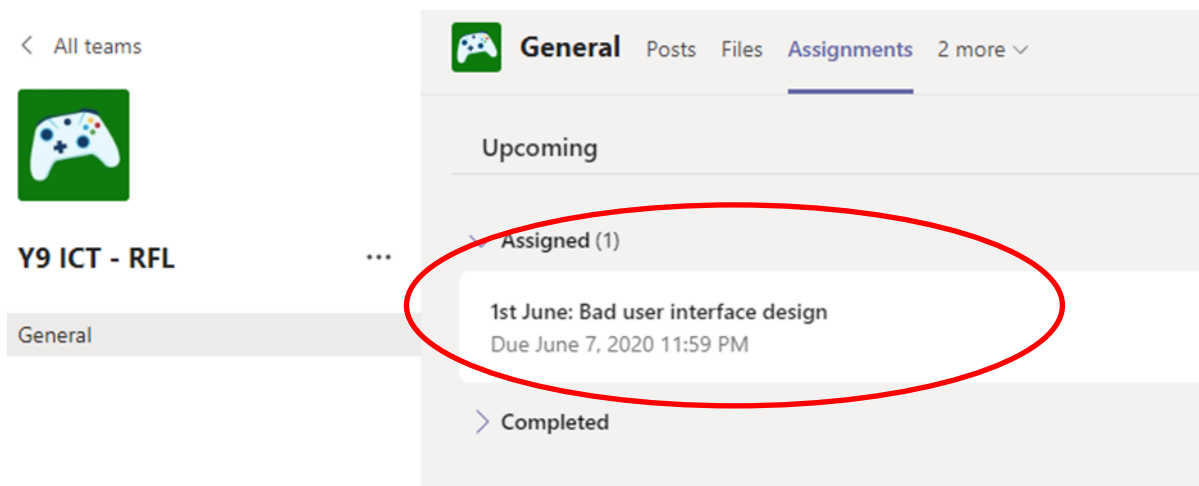 All teams
Y9 ICT - RFL
...
General
General Posts Files Assignments 2 more
Upcoming
Assigned (1)
1st June: Bad user interface design
Due June 7, 2020 11:59 PM
Completed